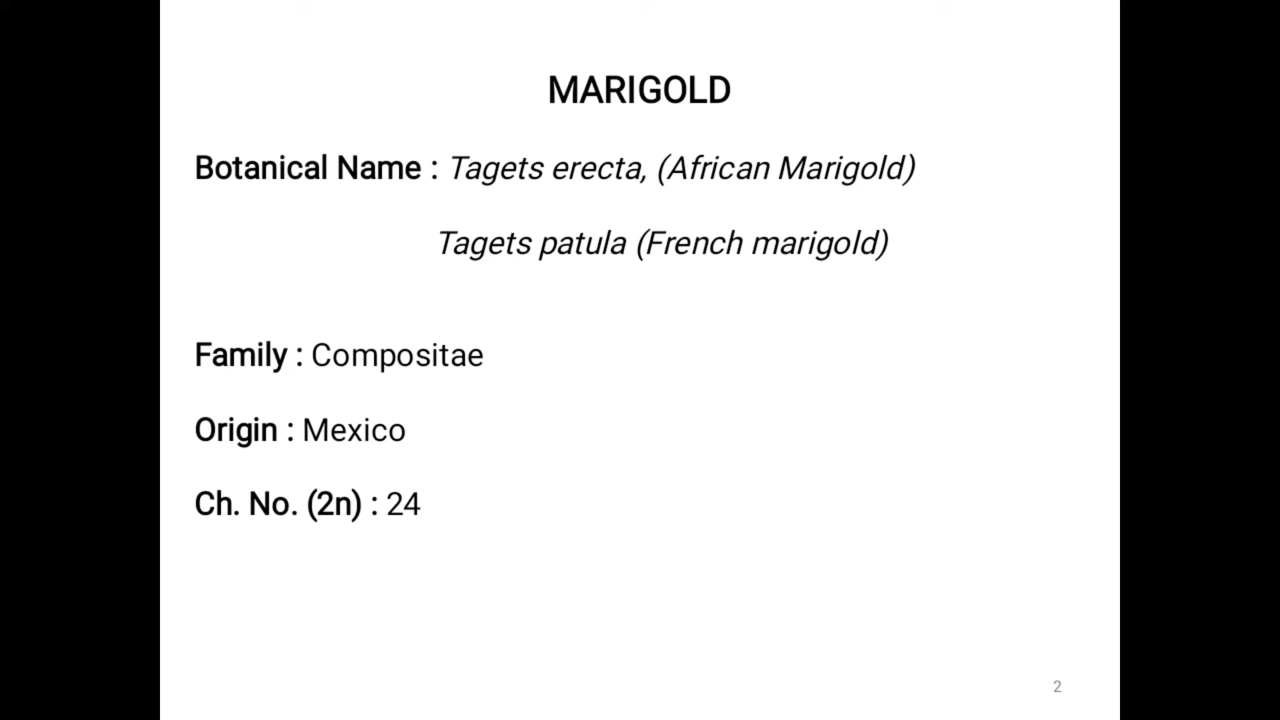 MARIGOLD
Botanical Name : Tagets erecta, (African Marigold)
Tagets patula (French marigold)
Family : Compositae
Origin : Mexico
Ch. No. (2n) : 24
2